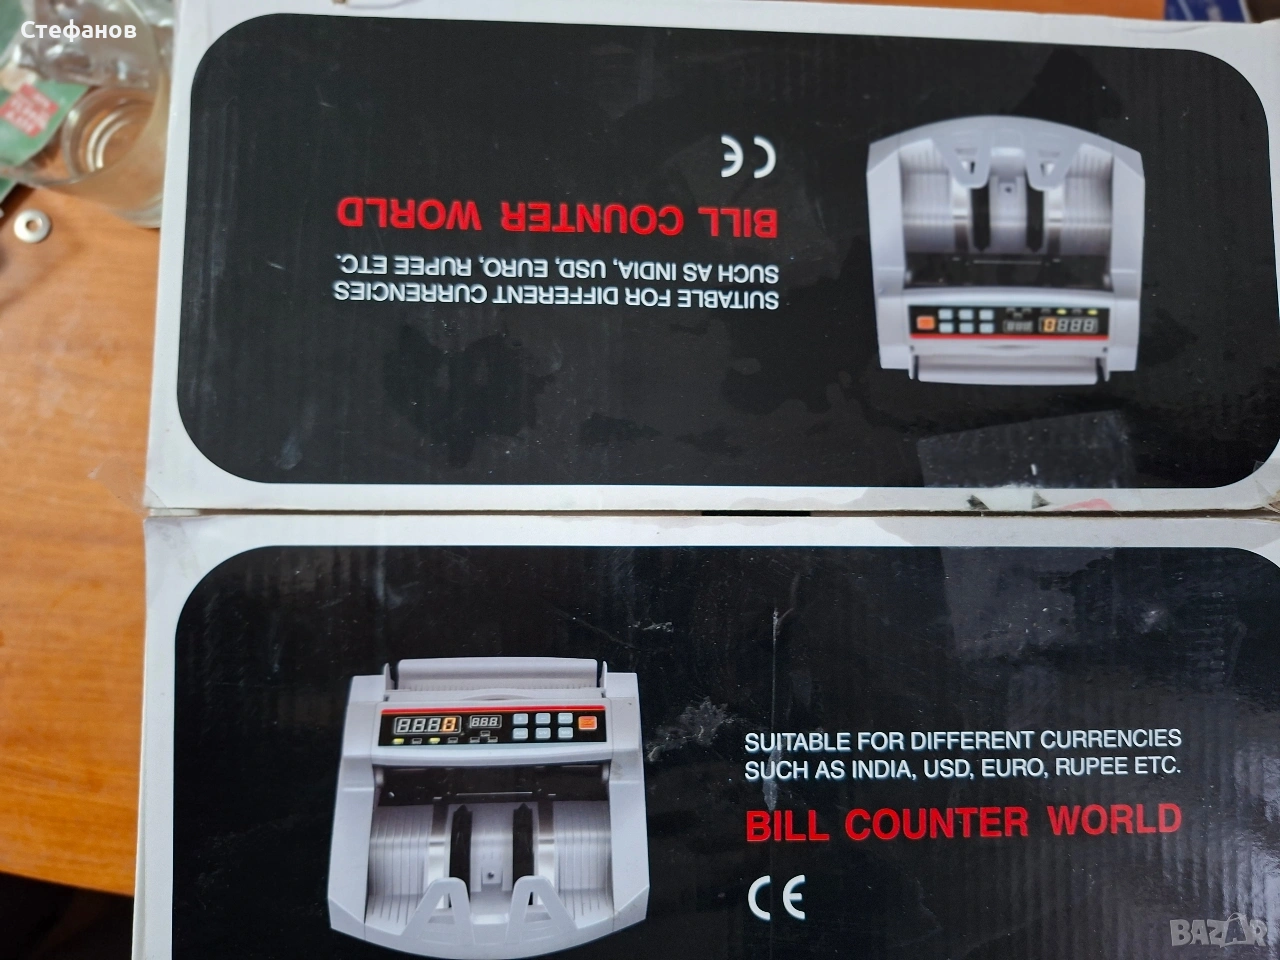 Стефанов
BILL COUNTER WORLD
SUCH AS INDIA, USD, EURO, RUPEE ETC.
SUITABLE FOR DIFFERENT CURRENCIES
CE
SUITABLE FOR DIFFERENT CURRENCIES
SUCH AS INDIA, USD, EURO, RUPEE ETC.
BILL COUNTER WORLD
CE
BAZAR